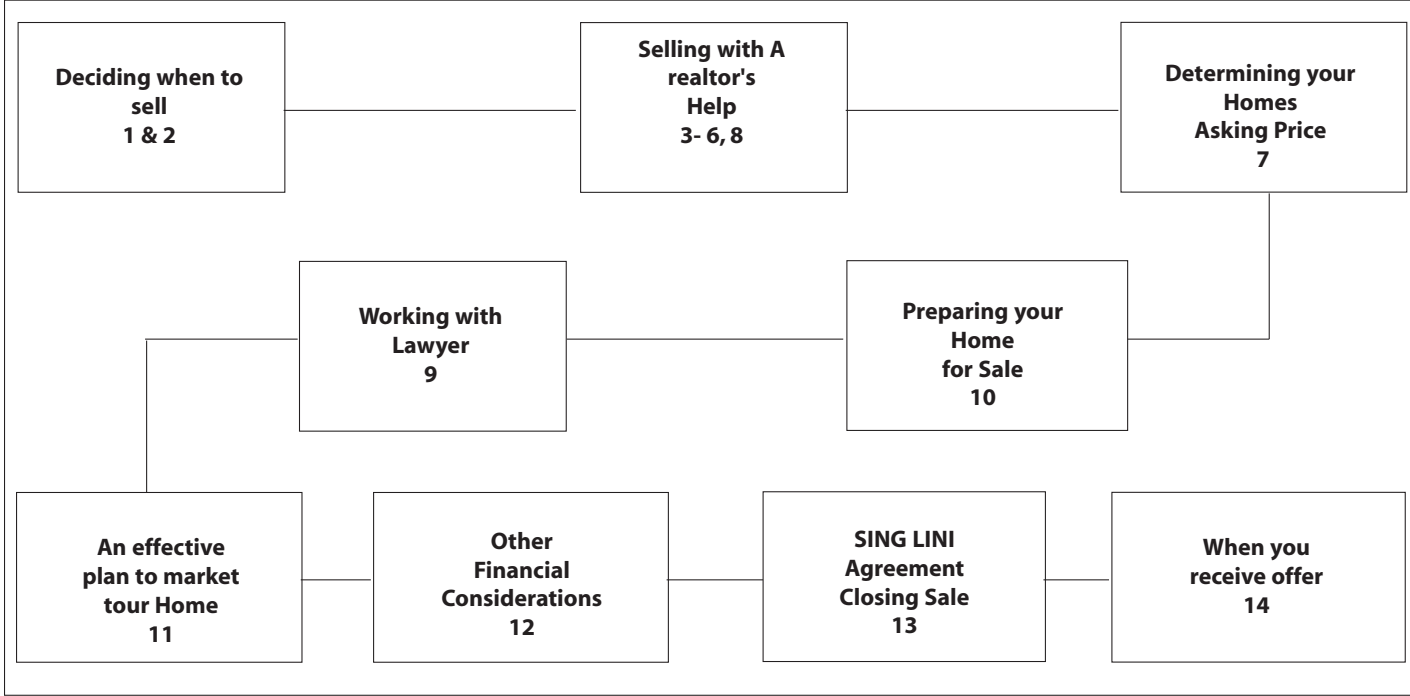 Deciding when to
sell
1 & 2
Selling with A
realtor's
Help
3- 6, 8
Determining your
Homes
Asking Price
7
Working with
Lawyer
9
Preparing your
Home
for Sale
10
An effective
plan to market
tour Home
11
Other
Financial
Considerations
12
SING LINI
Agreement
Closing Sale
13
When you
receive offer
14